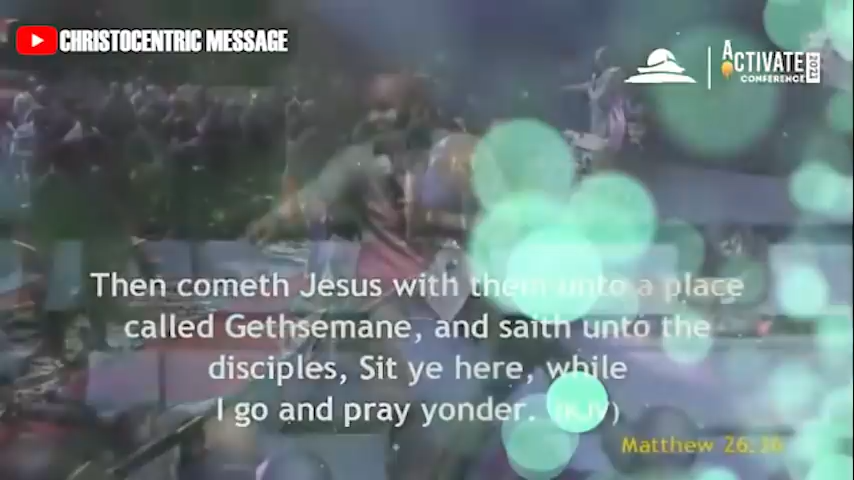 CHRISTOCENTRIC MESSAGE
ACTIVATE
CONFERENCE 2021
Then cometh Jesus with them unto a place
called Gethsemane, and saith unto the
disciples, Sit ye here, while
I go and pray yonder. (KJV)
Matthew 26:36